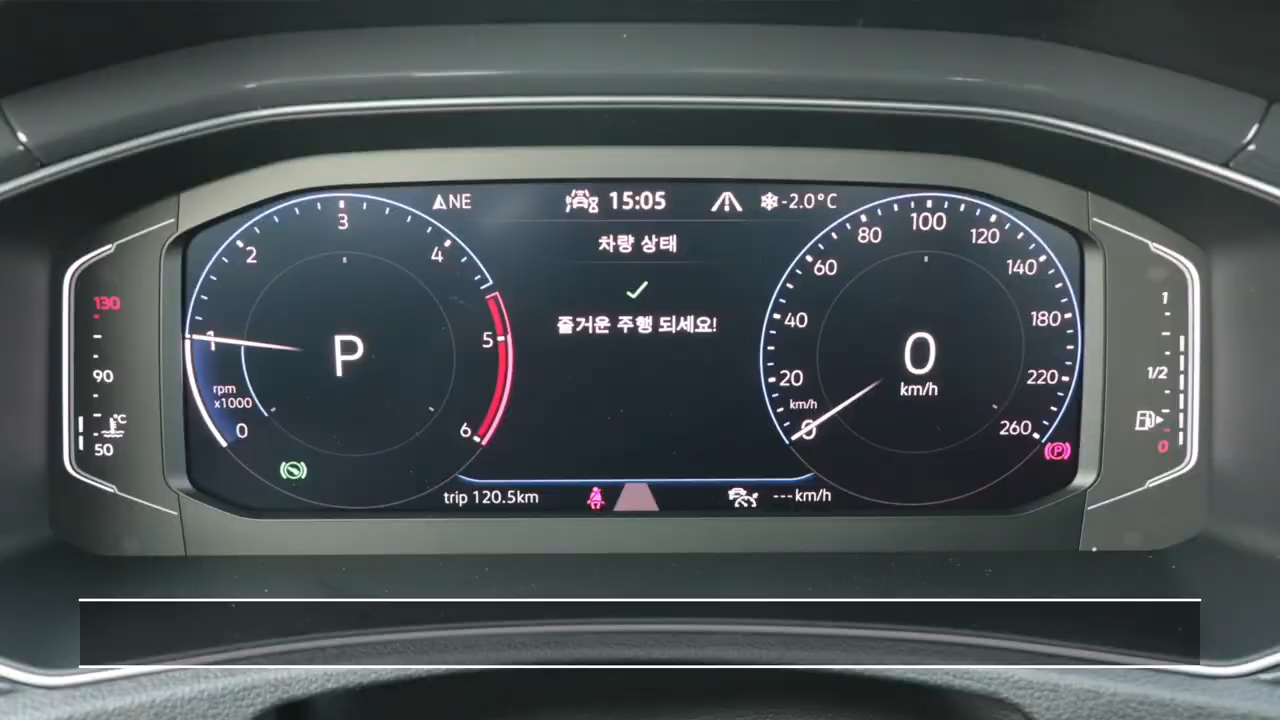 NE 15:05 -2.0°C
차량 상태
즐거운 주행 되세요!
0 1 2 3 4 5 6
rpm
x1000
P
0 20 40 60 80 100 120 140 180 220 260
km/h
0
km/h
130
90
°C
50
1
1/2
0
(P)
trip 120.5km
---km/h